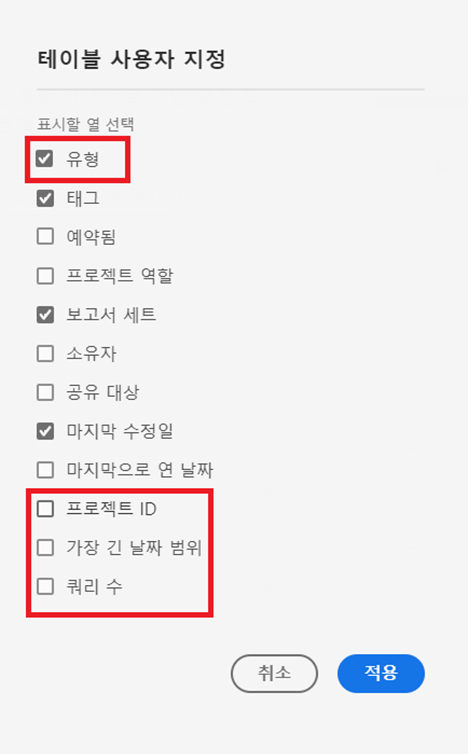 테이블 사용자 지정
표시할 열 선택
유형
태그
예약됨
프로젝트 역할
보고서 세트
소유자
공유 대상
마지막 수정일
마지막으로 연 날짜
프로젝트 ID
가장 긴 날짜 범위
쿼리 수
취소 적용